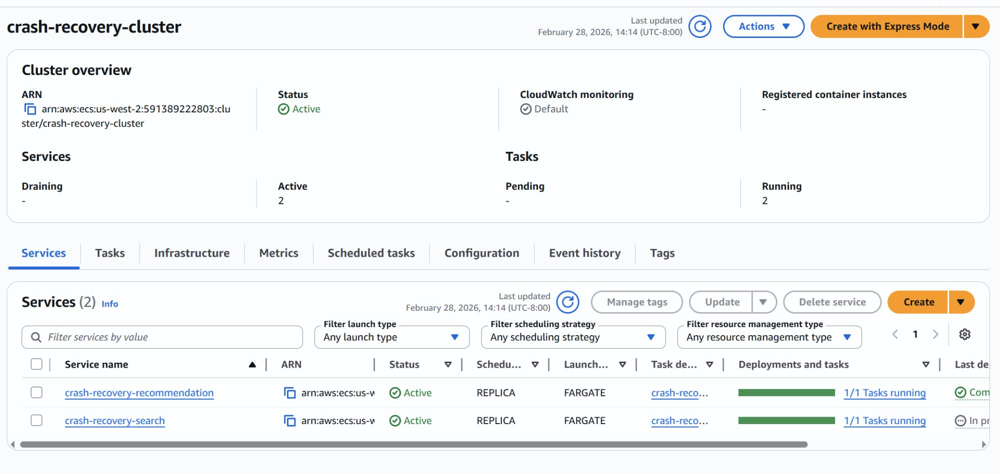 crash-recovery-cluster
Last updated
February 28, 2026, 14:14 (UTC-8:00)
Actions
Create with Express Mode
Cluster overview
ARN
arn:aws:ecs:us-west-2:591389222803:clu
ster/crash-recovery-cluster
Status
Active
CloudWatch monitoring
Default
Registered container instances
-
Services
Tasks
Draining
-
Active
2
Pending
-
Running
2
Services Tasks Infrastructure Metrics Scheduled tasks Configuration Event history Tags
Services (2) Info
Last updated
February 28, 2026, 14:14 (UTC-8:00)
Manage tags
Update
Delete service
Create
Filter services by value
Filter launch type
Any launch type
Filter scheduling strategy
Any scheduling strategy
Filter resource management type
Any resource management type
1
Service name ARN Status Schedu... Launch... Task de... Deployments and tasks Last de
crash-recovery-recommendation arn:aws:ecs:us-w Active REPLICA FARGATE crash-reco... 1/1 Tasks running Com
crash-recovery-search arn:aws:ecs:us-w Active REPLICA FARGATE crash-reco... 1/1 Tasks running In pr